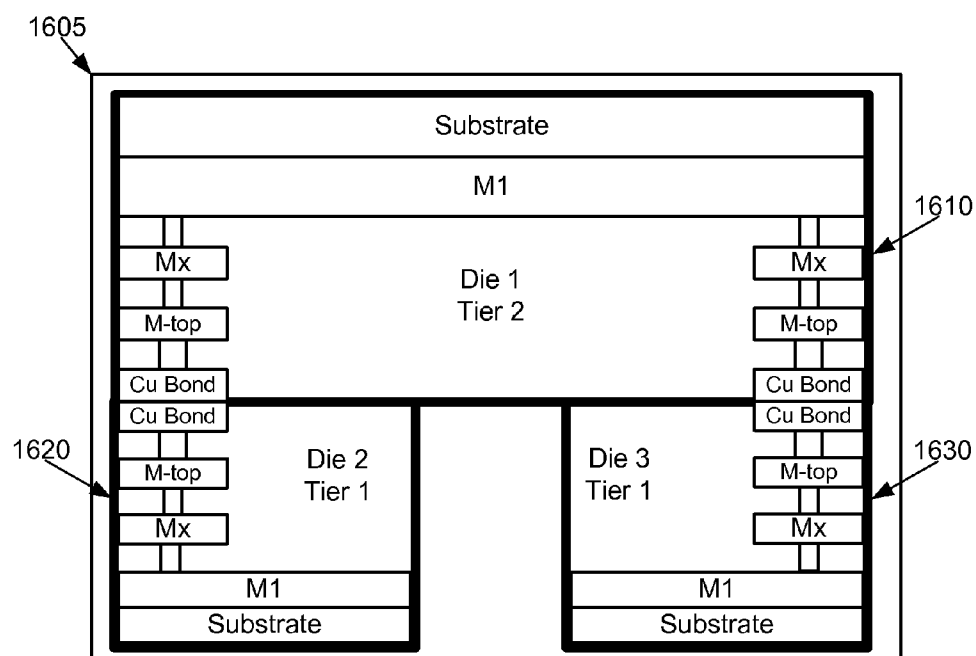 1605
Substrate
M1
1610
Mx
Mx
Die 1
Tier 2
M-top
M-top
Cu Bond
Cu Bond
Cu Bond
Cu Bond
1620
Die 2
Tier 1
Die 3
Tier 1
1630
M-top
M-top
Mx
Mx
M1
M1
Substrate
Substrate